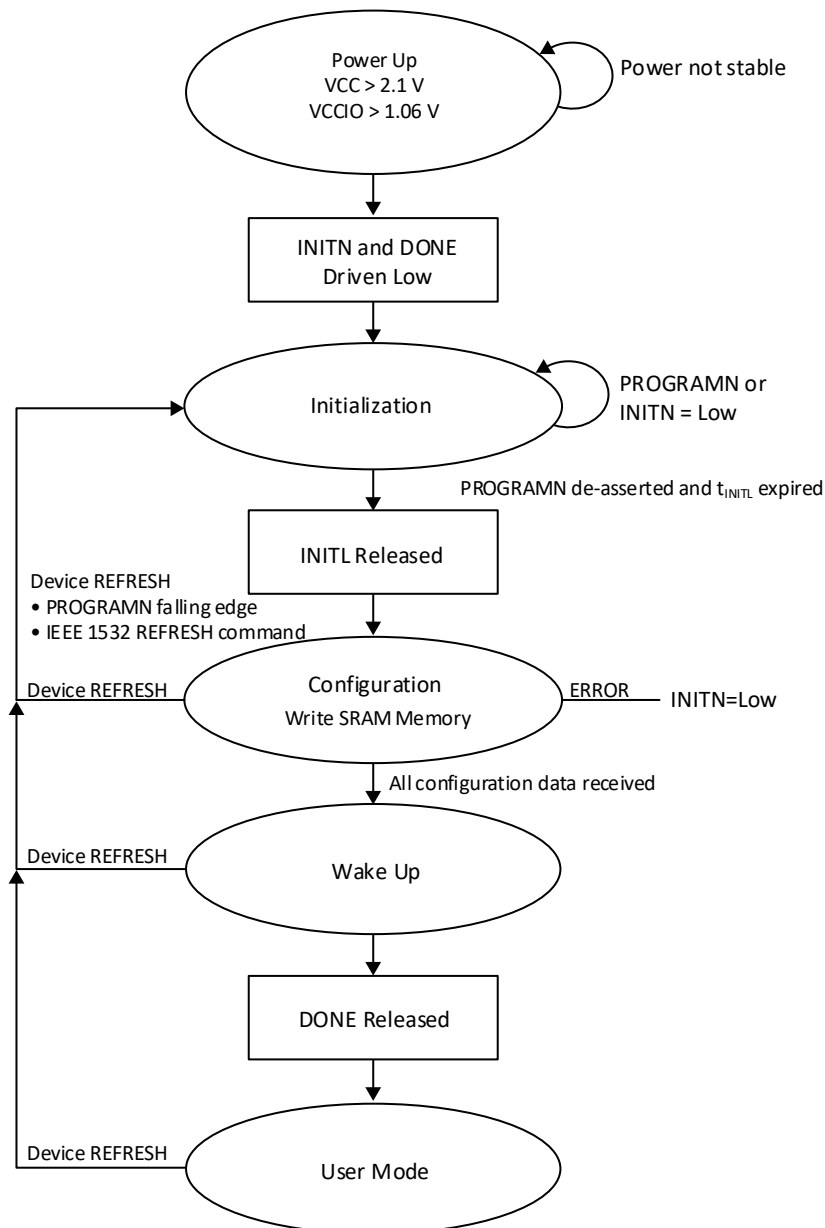 Power Up
VCC > 2.1 V
VCCIO > 1.06 V
Power not stable
INITN and DONE
Driven Low
Initialization
PROGRAMN or
INITN = Low
PROGRAMN de-asserted and tINITL expired
INITL Released
Device REFRESH
• PROGRAMN falling edge
• IEEE 1532 REFRESH command
Device REFRESH
Configuration
Write SRAM Memory
ERROR
INITN=Low
All configuration data received
Device REFRESH
Wake Up
DONE Released
Device REFRESH
User Mode